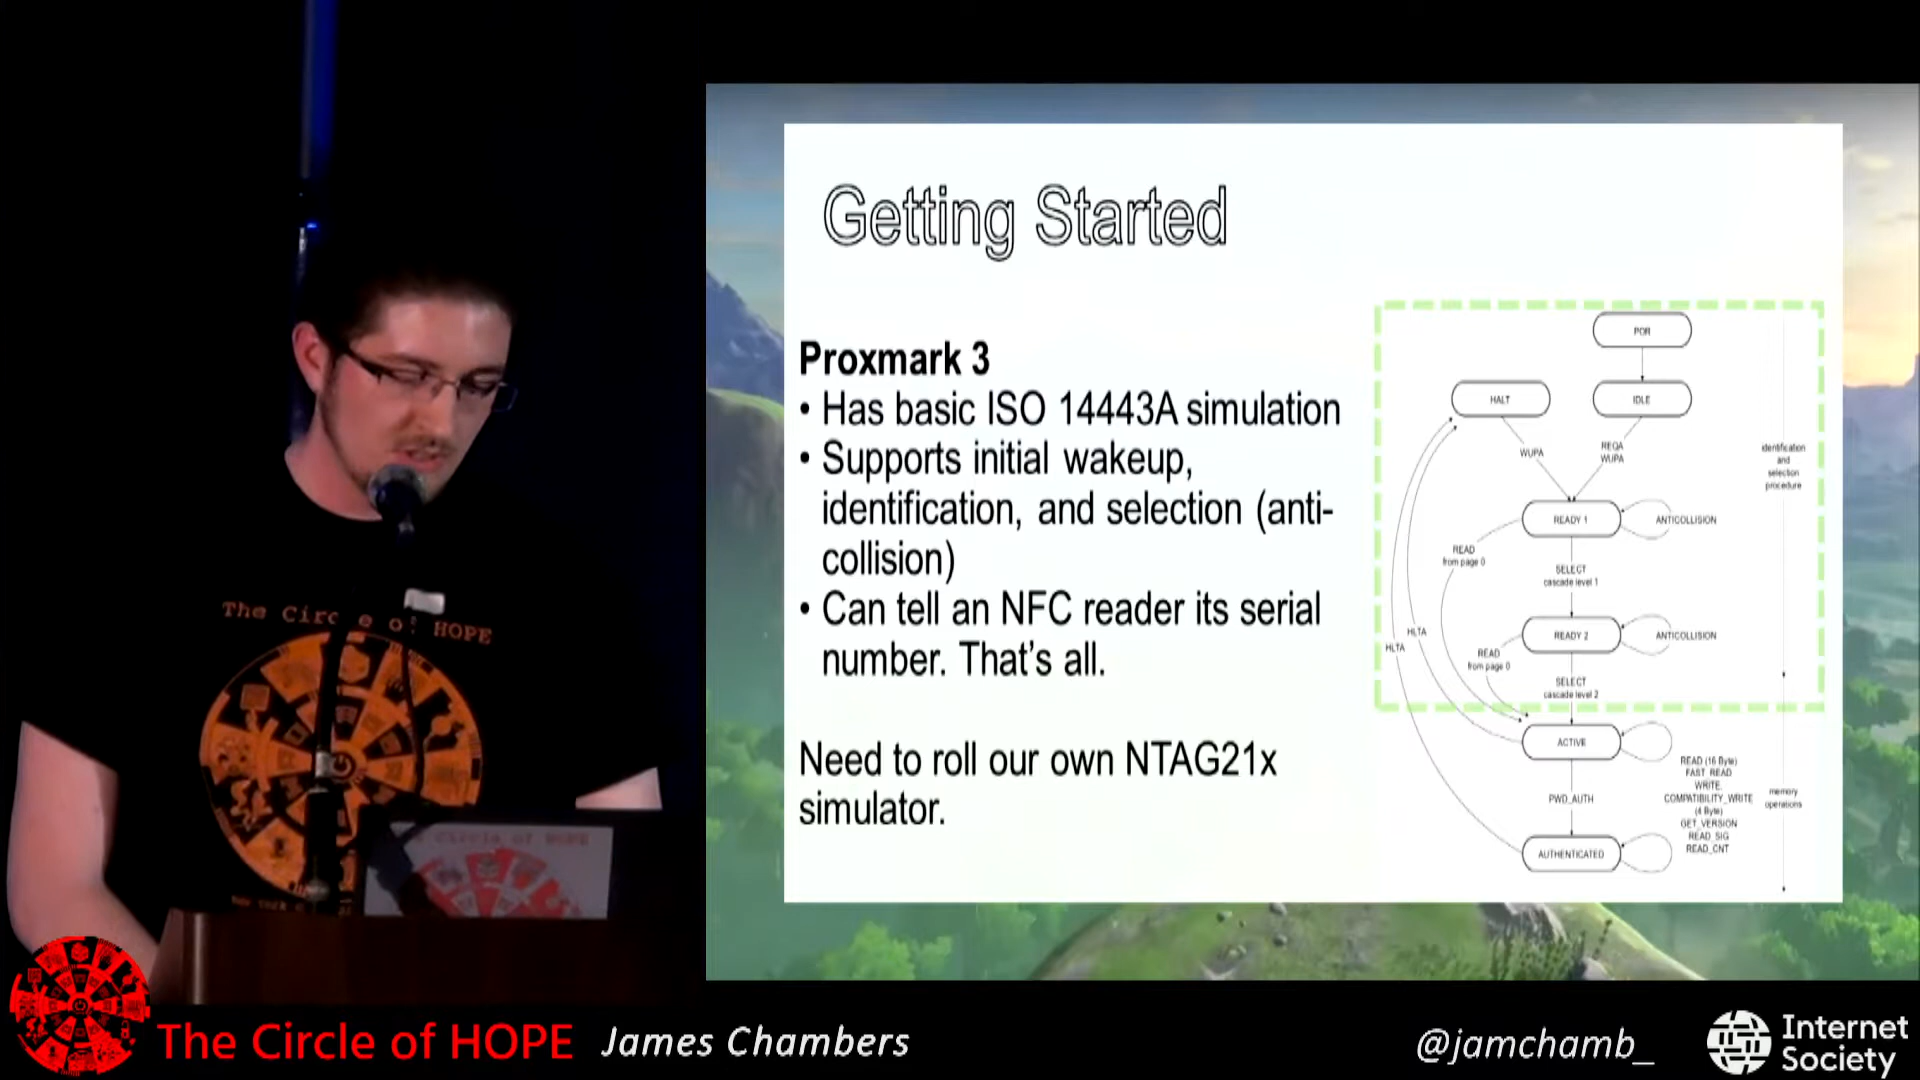 Getting Started
Proxmark 3
• Has basic ISO 14443A simulation
• Supports initial wakeup,
identification, and selection (anti-
collision)
• Can tell an NFC reader its serial
number. That's all.
Need to roll our own NTAG21x
simulator.
POR
HALT
IDLE
WUPA
REQA
WUPA
identification
and
selection
procedure
READY 1
ANTICOLLISION
READ
from page 0
SELECT
cascade level 1
HLTA
HLTA
READY 2
ANTICOLLISION
READ
from page 0
SELECT
cascade level 2
ACTIVE
READ (16 Byte)
FAST_READ
WRITE,
COMPATIBILITY_WRITE
(4 Byte)
GET_VERSION
READ_SIG
READ_CNT
memory
operations
PWD_AUTH
AUTHENTICATED
The Circle of HOPE
The Circle of HOPE
James Chambers
@jamchamb_
Internet
Society